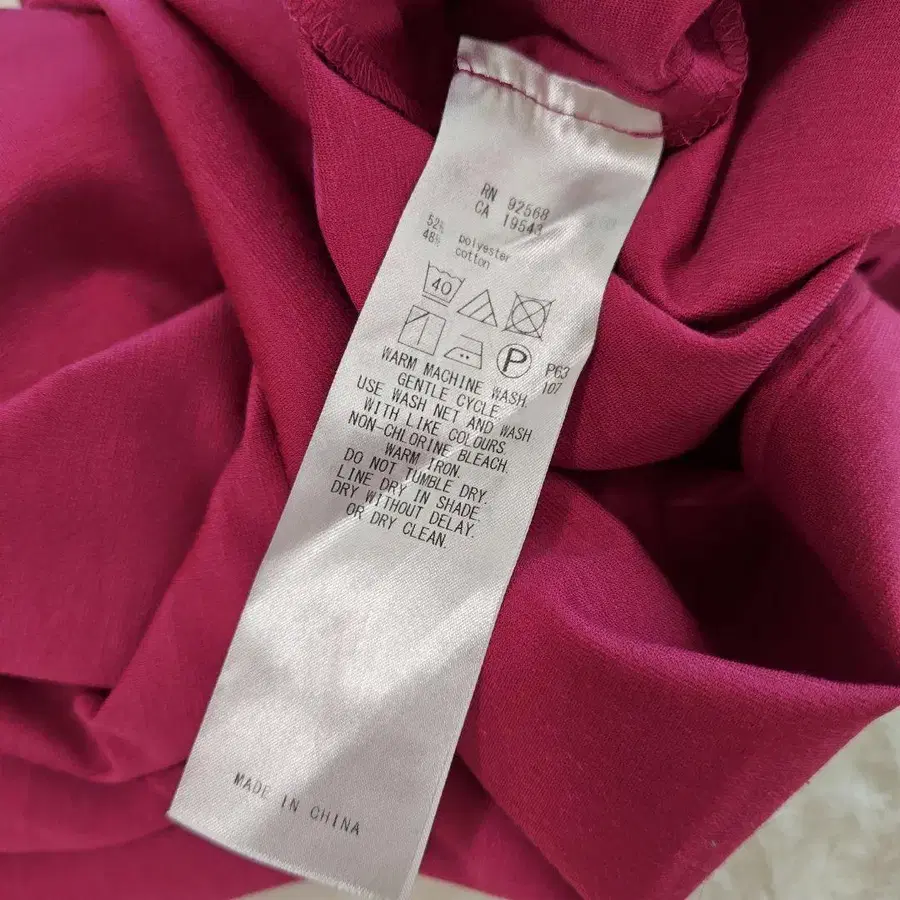 RN 92568
CA 19543
52% polyester
48% cotton
40
P
P63
107
WARM MACHINE WASH
GENTLE CYCLE
USE WASH NET AND WASH
WITH LIKE COLOURS.
NON-CHLORINE BLEACH.
WARM IRON.
DO NOT TUMBLE DRY.
LINE DRY IN SHADE.
DRY WITHOUT DELAY.
OR DRY CLEAN.
MADE IN CHINA